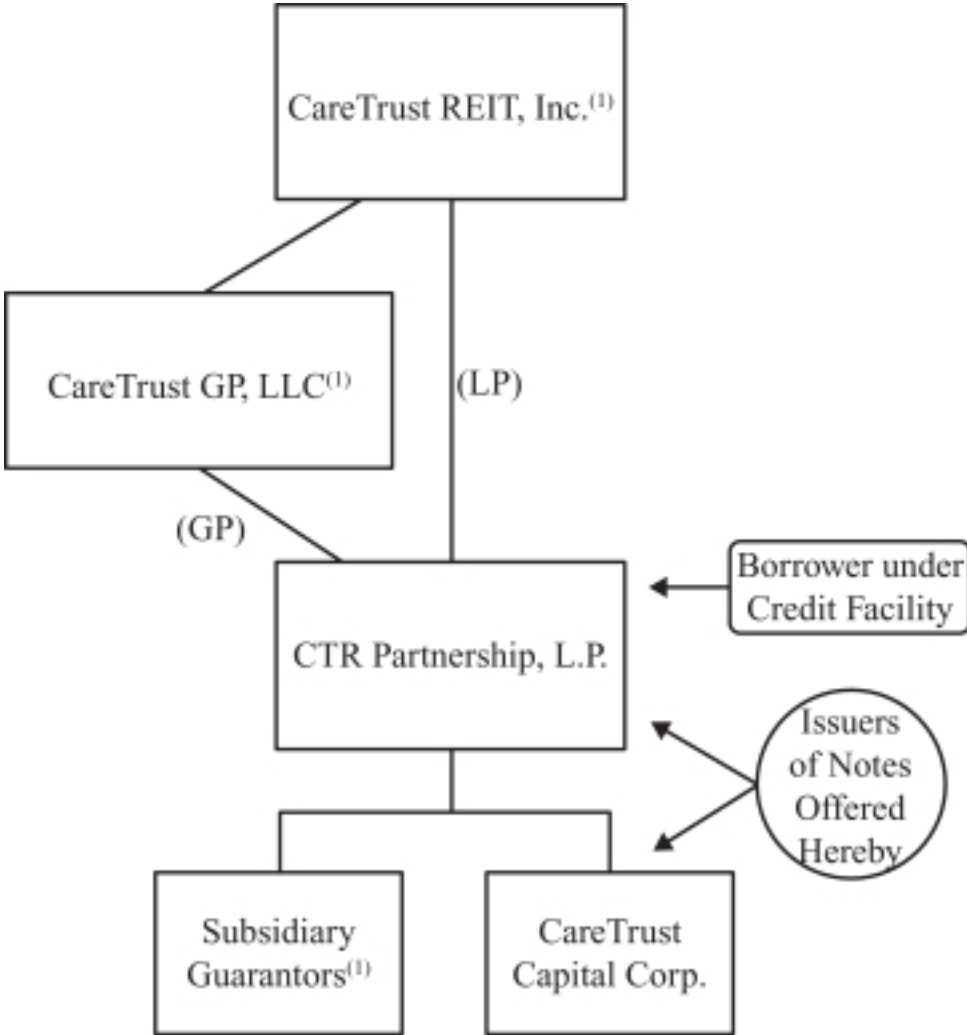 CareTrust REIT, Inc.(1)
CareTrust GP, LLC(1)
(LP)
(GP)
Borrower under
Credit Facility
CTR Partnership, L.P.
Issuers
of Notes
Offered
Hereby
Subsidiary
Guarantors(1)
CareTrust
Capital Corp.